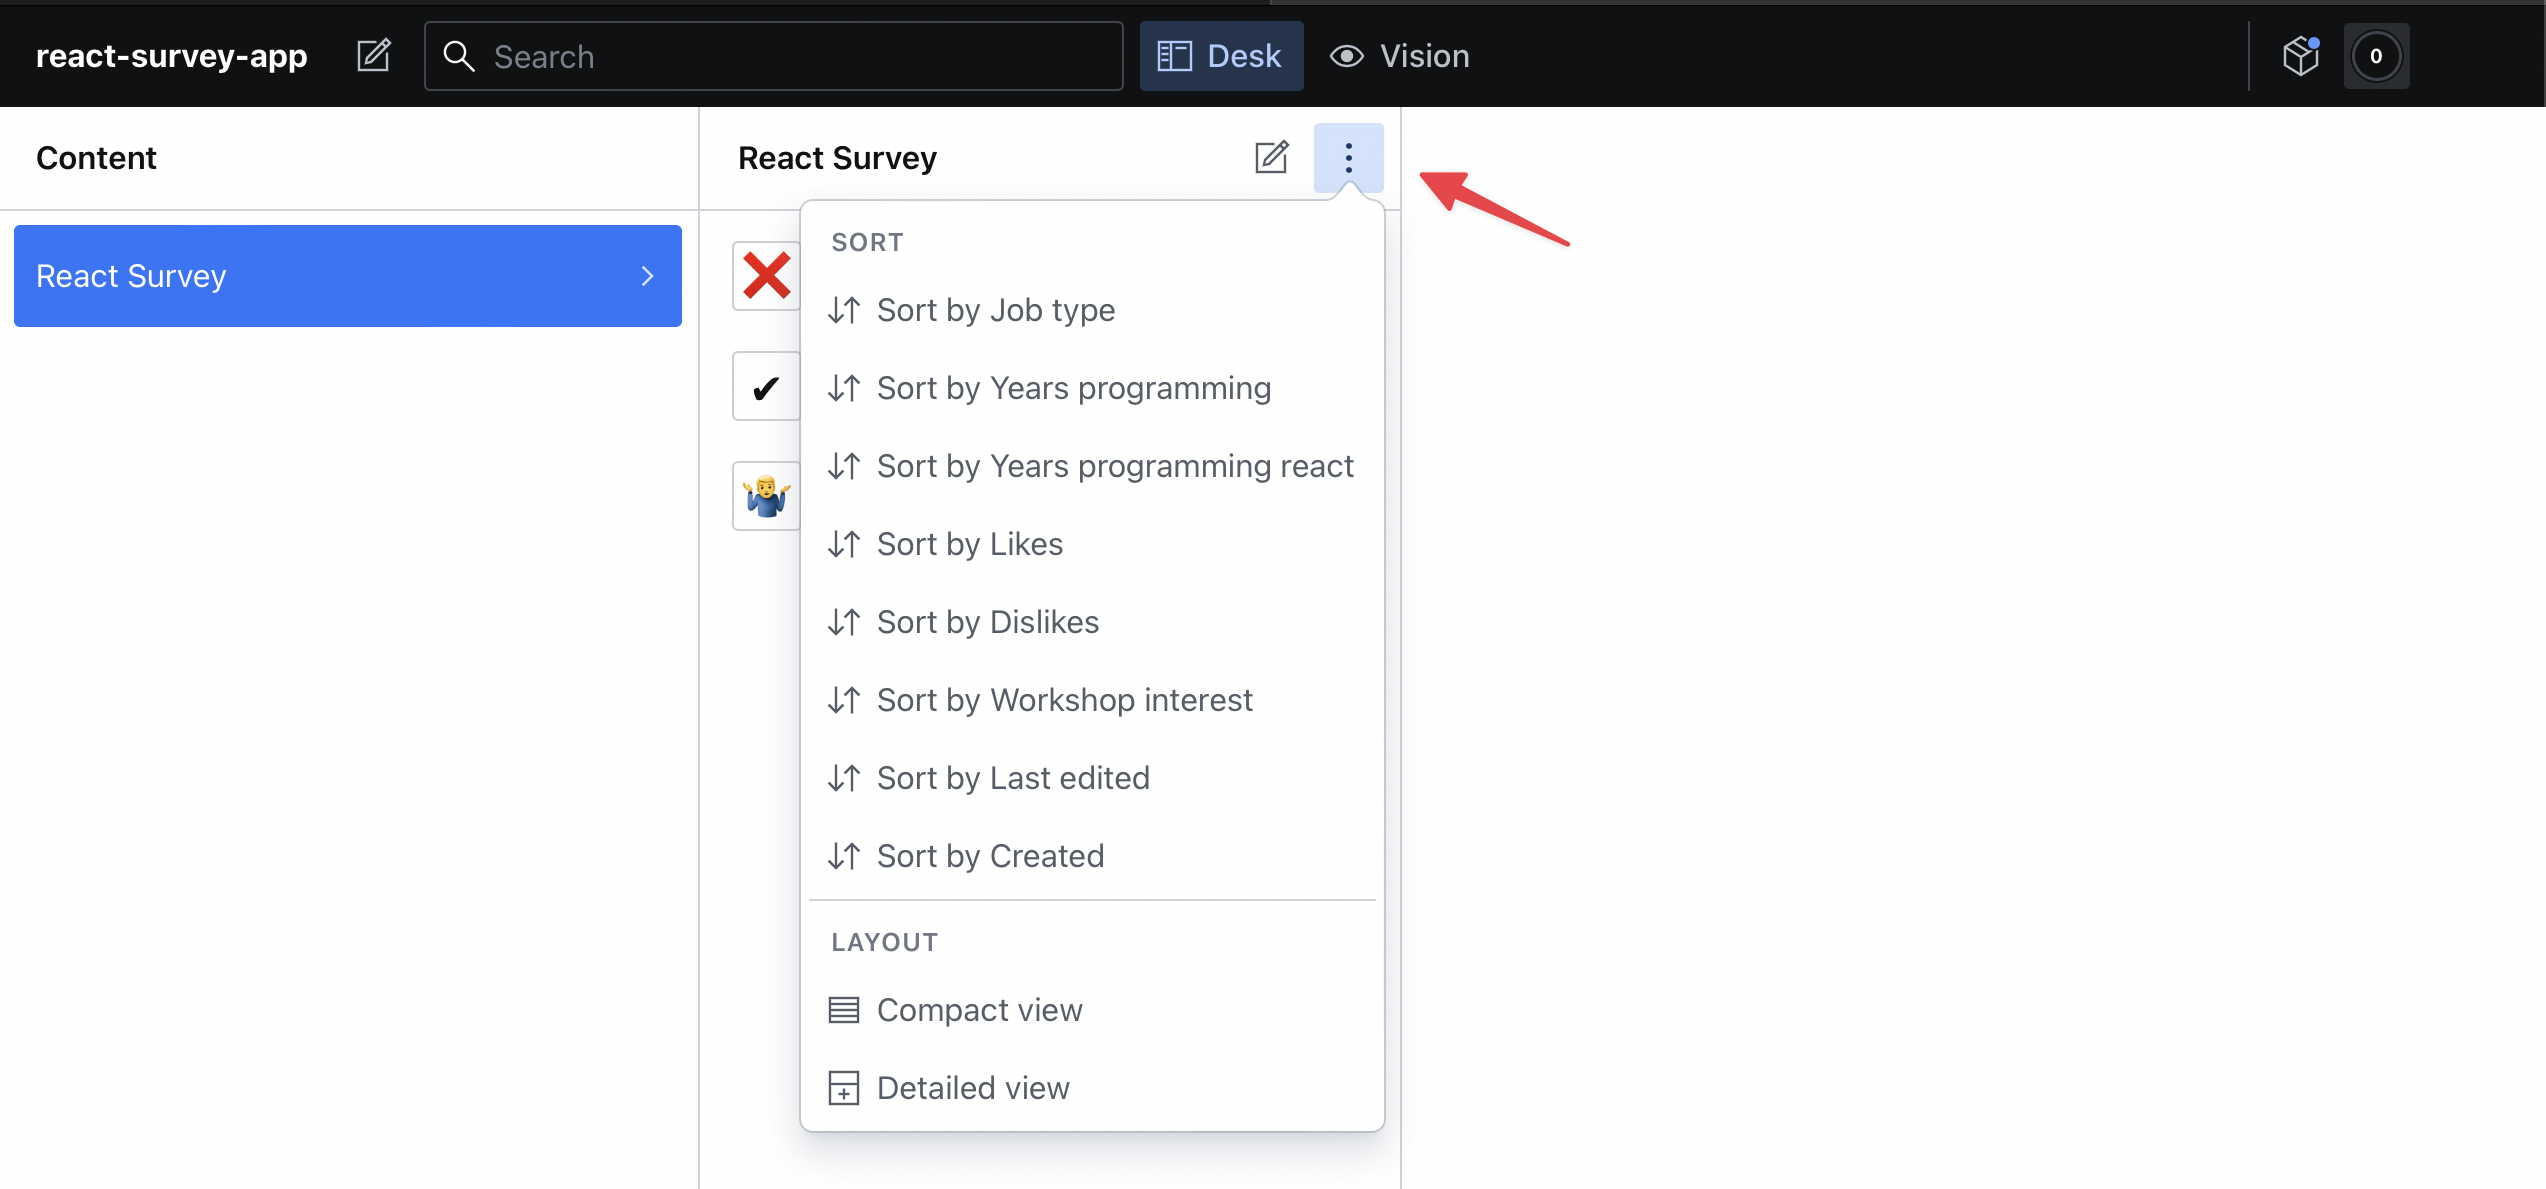 react-survey-app
Search
Desk
Vision
0
Content
React Survey
React Survey
SORT
Sort by Job type
Sort by Years programming
Sort by Years programming react
Sort by Likes
Sort by Dislikes
Sort by Workshop interest
Sort by Last edited
Sort by Created
LAYOUT
Compact view
Detailed view